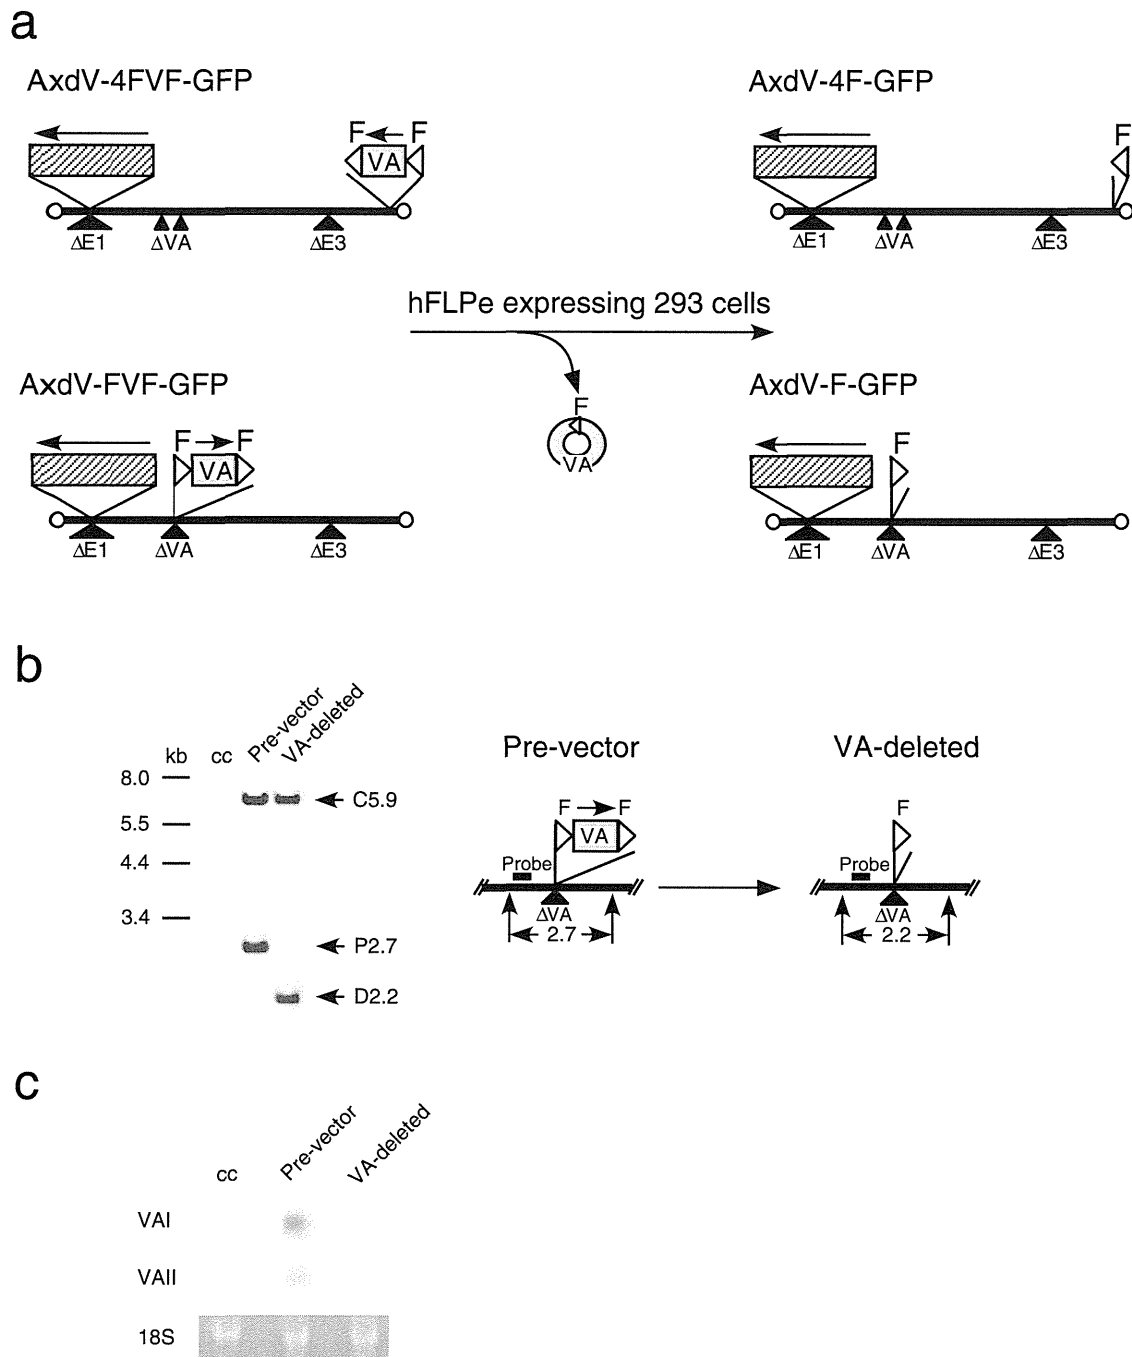 a
AxdV-4FVF-GFP
AxdV-4F-GFP
F F
VA
F
ΔE1 ΔVA ΔE3
ΔE1 ΔVA ΔE3
hFLPe expressing 293 cells
F
VA
AxdV-FVF-GFP
AxdV-F-GFP
F F
VA
F
ΔE1 ΔVA ΔE3
ΔE1 ΔVA ΔE3
b
kb cc Pre-vector VA-deleted
8.0
5.5
4.4
3.4
C5.9
P2.7
D2.2
Pre-vector
VA-deleted
F F
VA
Probe
ΔVA
2.7
F
Probe
ΔVA
2.2
c
cc Pre-vector VA-deleted
VAI
VAII
18S